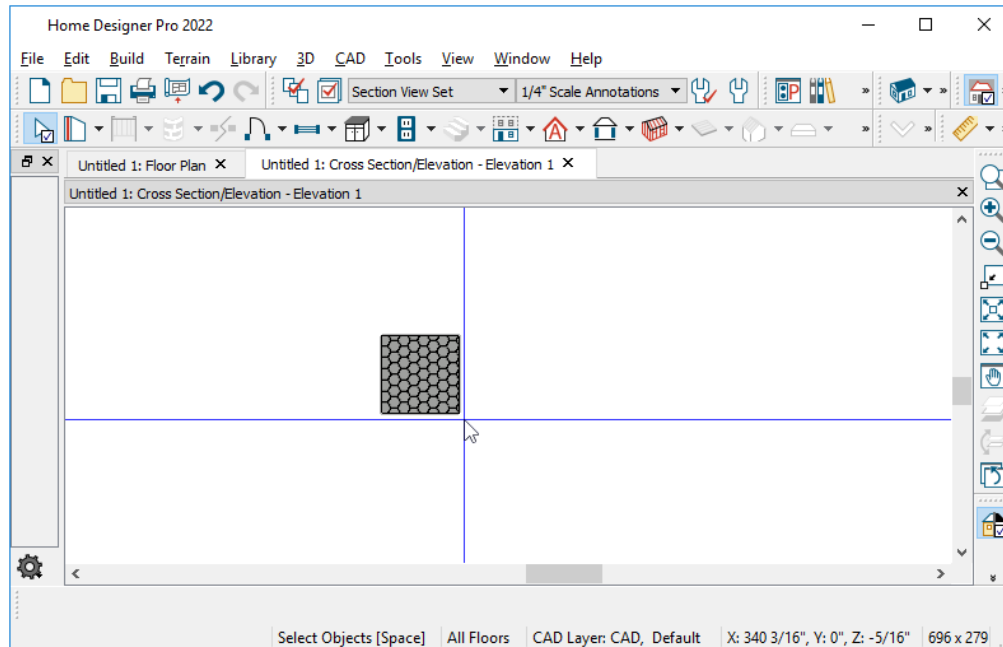 Home Designer Pro 2022
File Edit Build Terrain Library 3D CAD Tools View Window Help
Section View Set 1/4" Scale Annotations
Untitled 1: Floor Plan Untitled 1: Cross Section/Elevation - Elevation 1
Untitled 1: Cross Section/Elevation - Elevation 1
Select Objects [Space] All Floors CAD Layer: CAD, Default X: 340 3/16", Y: 0", Z: -5/16" 696 x 279